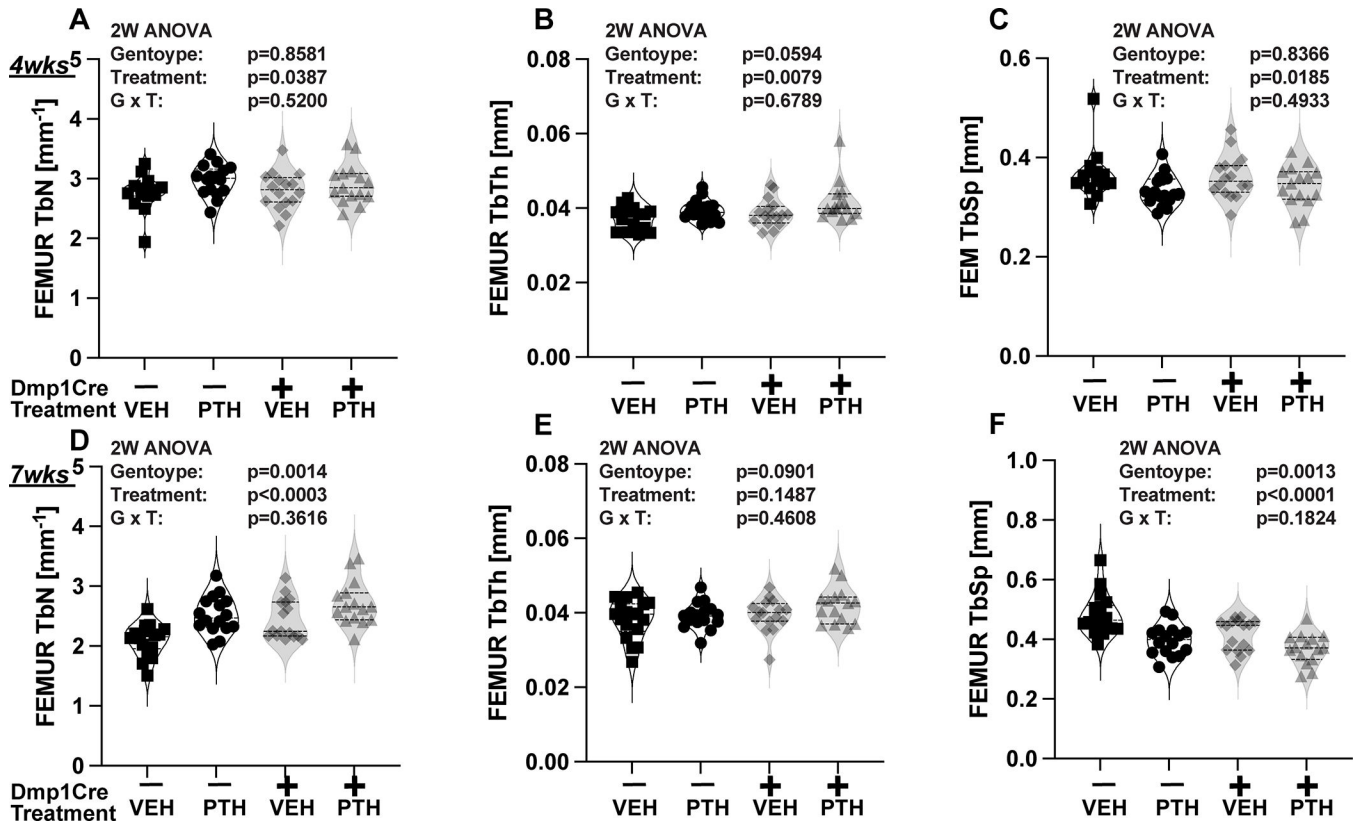 A
2W ANOVA
Gentoype: p=0.8581
Treatment: p=0.0387
G x T: p=0.5200
4wks
FEMUR TbN [mm⁻¹]
5
4
3
2
1
0
Dmp1Cre — — + +
Treatment VEH PTH VEH PTH
B
2W ANOVA
Gentoype: p=0.0594
Treatment: p=0.0079
G x T: p=0.6789
FEMUR TbTh [mm]
0.08
0.06
0.04
0.02
0.00
— — + +
VEH PTH VEH PTH
C
2W ANOVA
Gentoype: p=0.8366
Treatment: p=0.0185
G x T: p=0.4933
FEM TbSp [mm]
0.6
0.4
0.2
0.0
— — + +
VEH PTH VEH PTH
D
2W ANOVA
Gentoype: p=0.0014
Treatment: p<0.0003
G x T: p=0.3616
7wks
FEMUR TbN [mm⁻¹]
5
4
3
2
1
0
Dmp1Cre — — + +
Treatment VEH PTH VEH PTH
E
2W ANOVA
Gentoype: p=0.0901
Treatment: p=0.1487
G x T: p=0.4608
FEMUR TbTh [mm]
0.08
0.06
0.04
0.02
0.00
— — + +
VEH PTH VEH PTH
F
2W ANOVA
Gentoype: p=0.0013
Treatment: p<0.0001
G x T: p=0.1824
FEMUR TbSp [mm]
1.0
0.8
0.6
0.4
0.2
0.0
— — + +
VEH PTH VEH PTH